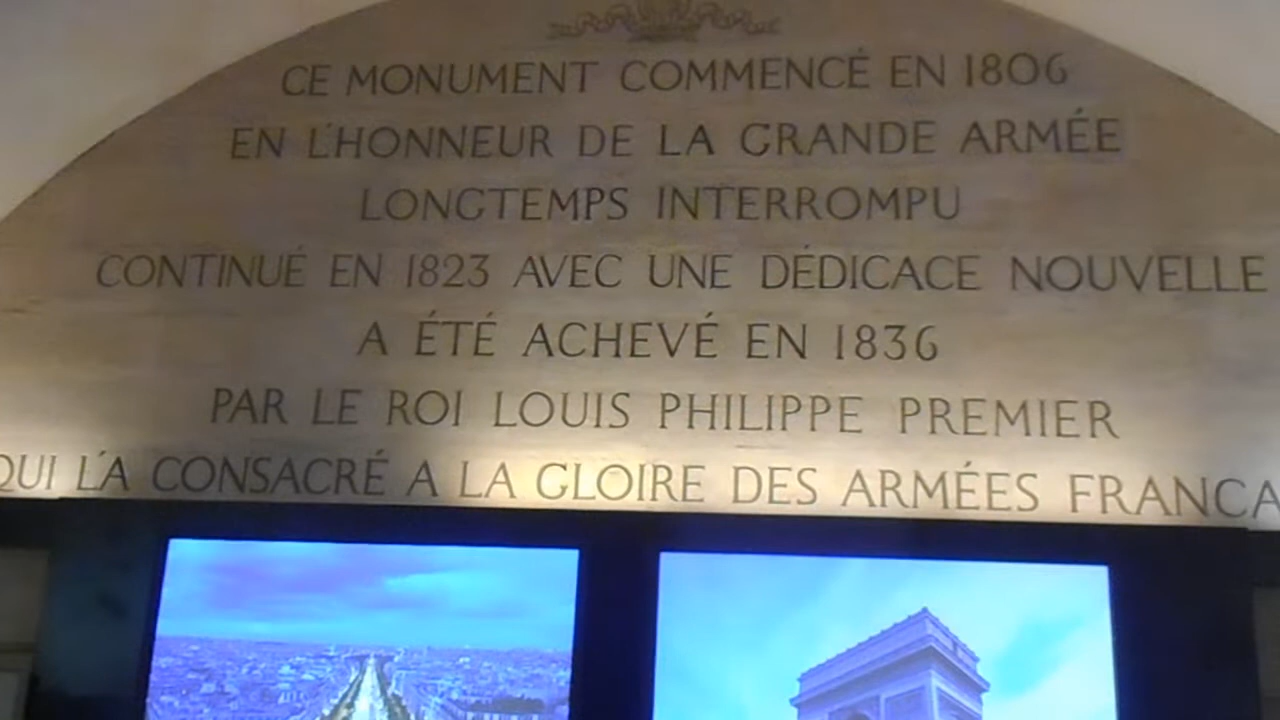 CE MONUMENT COMMENCÉ EN 1806
EN L'HONNEUR DE LA GRANDE ARMÉE
LONGTEMPS INTERROMPU
CONTINUÉ EN 1823 AVEC UNE DÉDICACE NOUVELLE
A ÉTÉ ACHEVÉ EN 1836
PAR LE ROI LOUIS PHILIPPE PREMIER
QUI L'A CONSACRÉ A LA GLOIRE DES ARMÉES